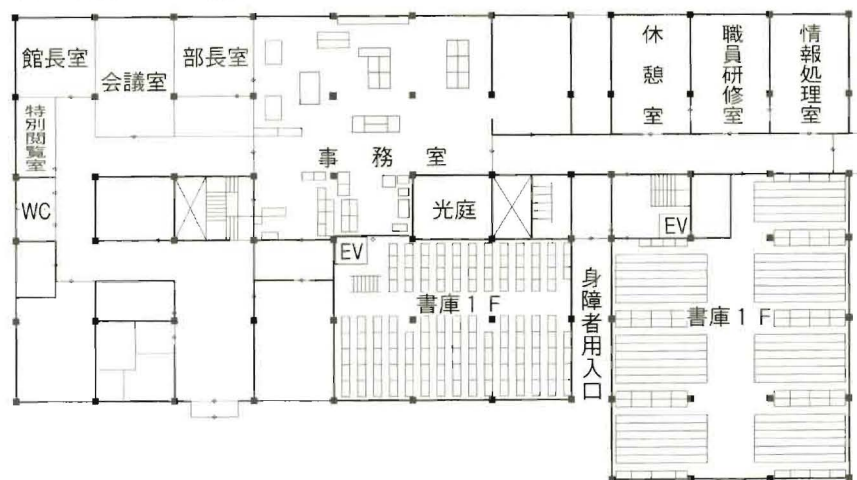 館長室
会議室
部長室
休憩室
職員研修室
情報処理室
特別閲覧室
事務室
WC
光庭
EV
EV
書庫1F
身障者用入口
書庫1F